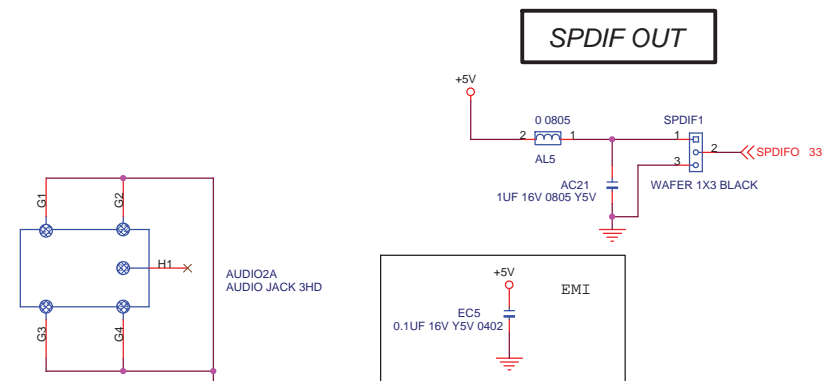 SPDIF OUT
+5V
0 0805
2
1
AL5
SPDIF1
1
2
3
SPDIFO 33
WAFER 1X3 BLACK
AC21
1UF 16V 0805 Y5V
G1
G2
H1
G3
G4
AUDIO2A
AUDIO JACK 3HD
+5V
EMI
EC5
0.1UF 16V Y5V 0402